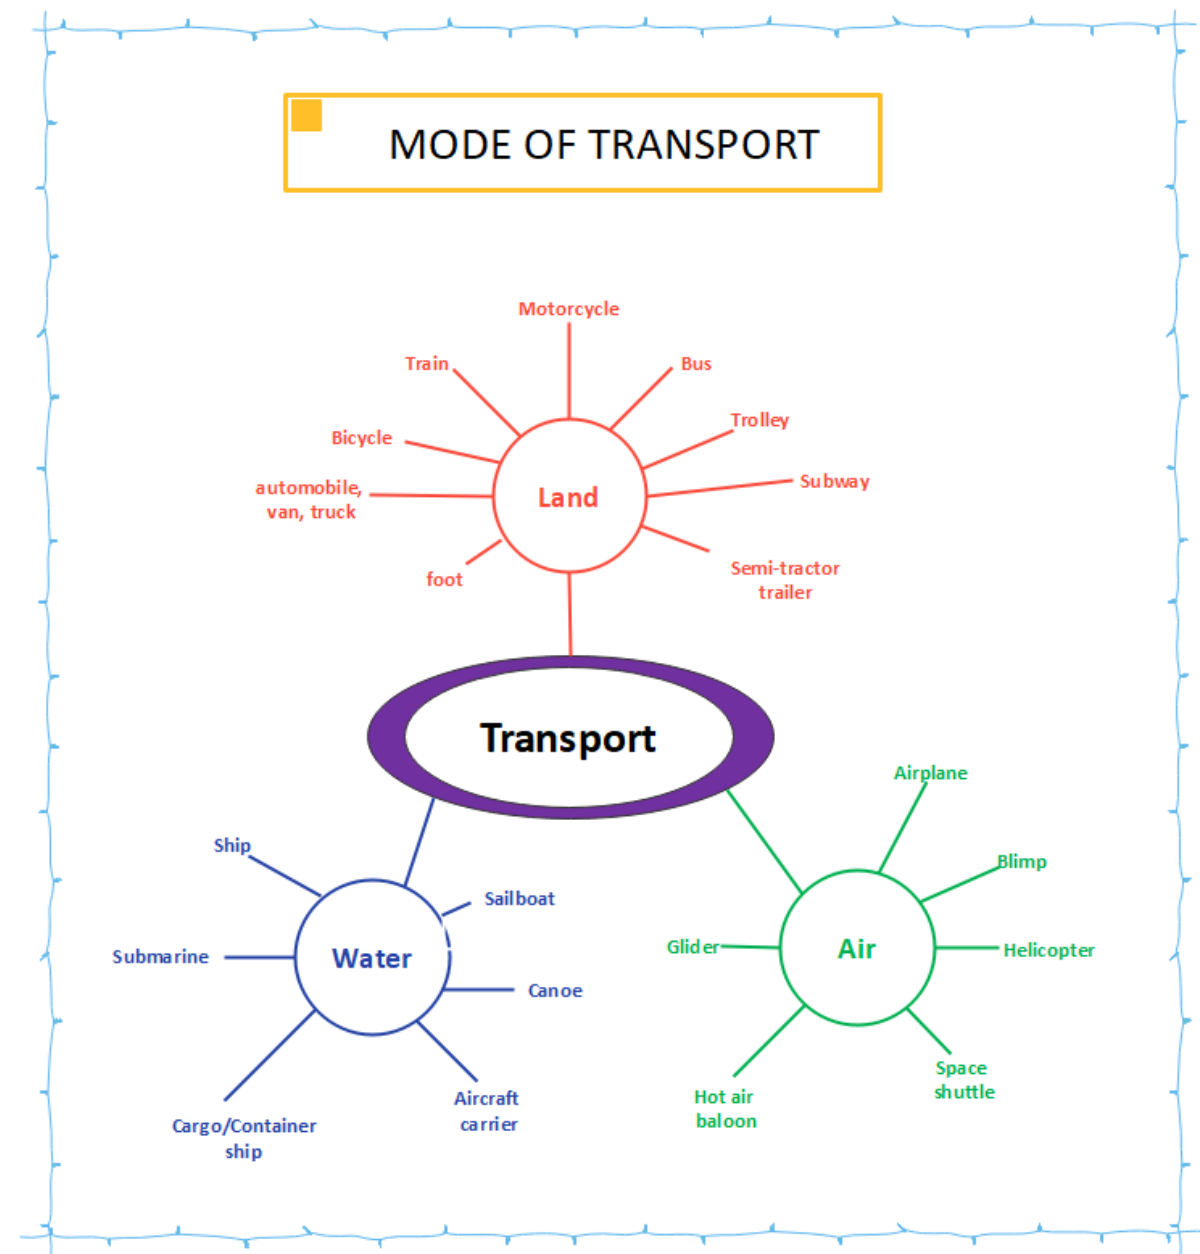 MODE OF TRANSPORT
Motorcycle
Train
Bus
Trolley
Bicycle
Subway
automobile,
van, truck
Land
Semi-tractor
trailer
foot
Transport
Airplane
Ship
Blimp
Sailboat
Submarine
Water
Glider
Air
Helicopter
Canoe
Aircraft
carrier
Space
shuttle
Hot air
baloon
Cargo/Container
ship